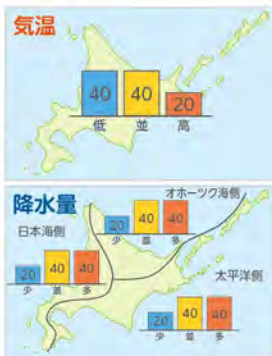 気温
40 40 20
低 並 高
降水量
オホーツク海側
20 40 40
少 並 多
日本海側
20 40 40
少 並 多
太平洋側
20 40 40
少 並 多